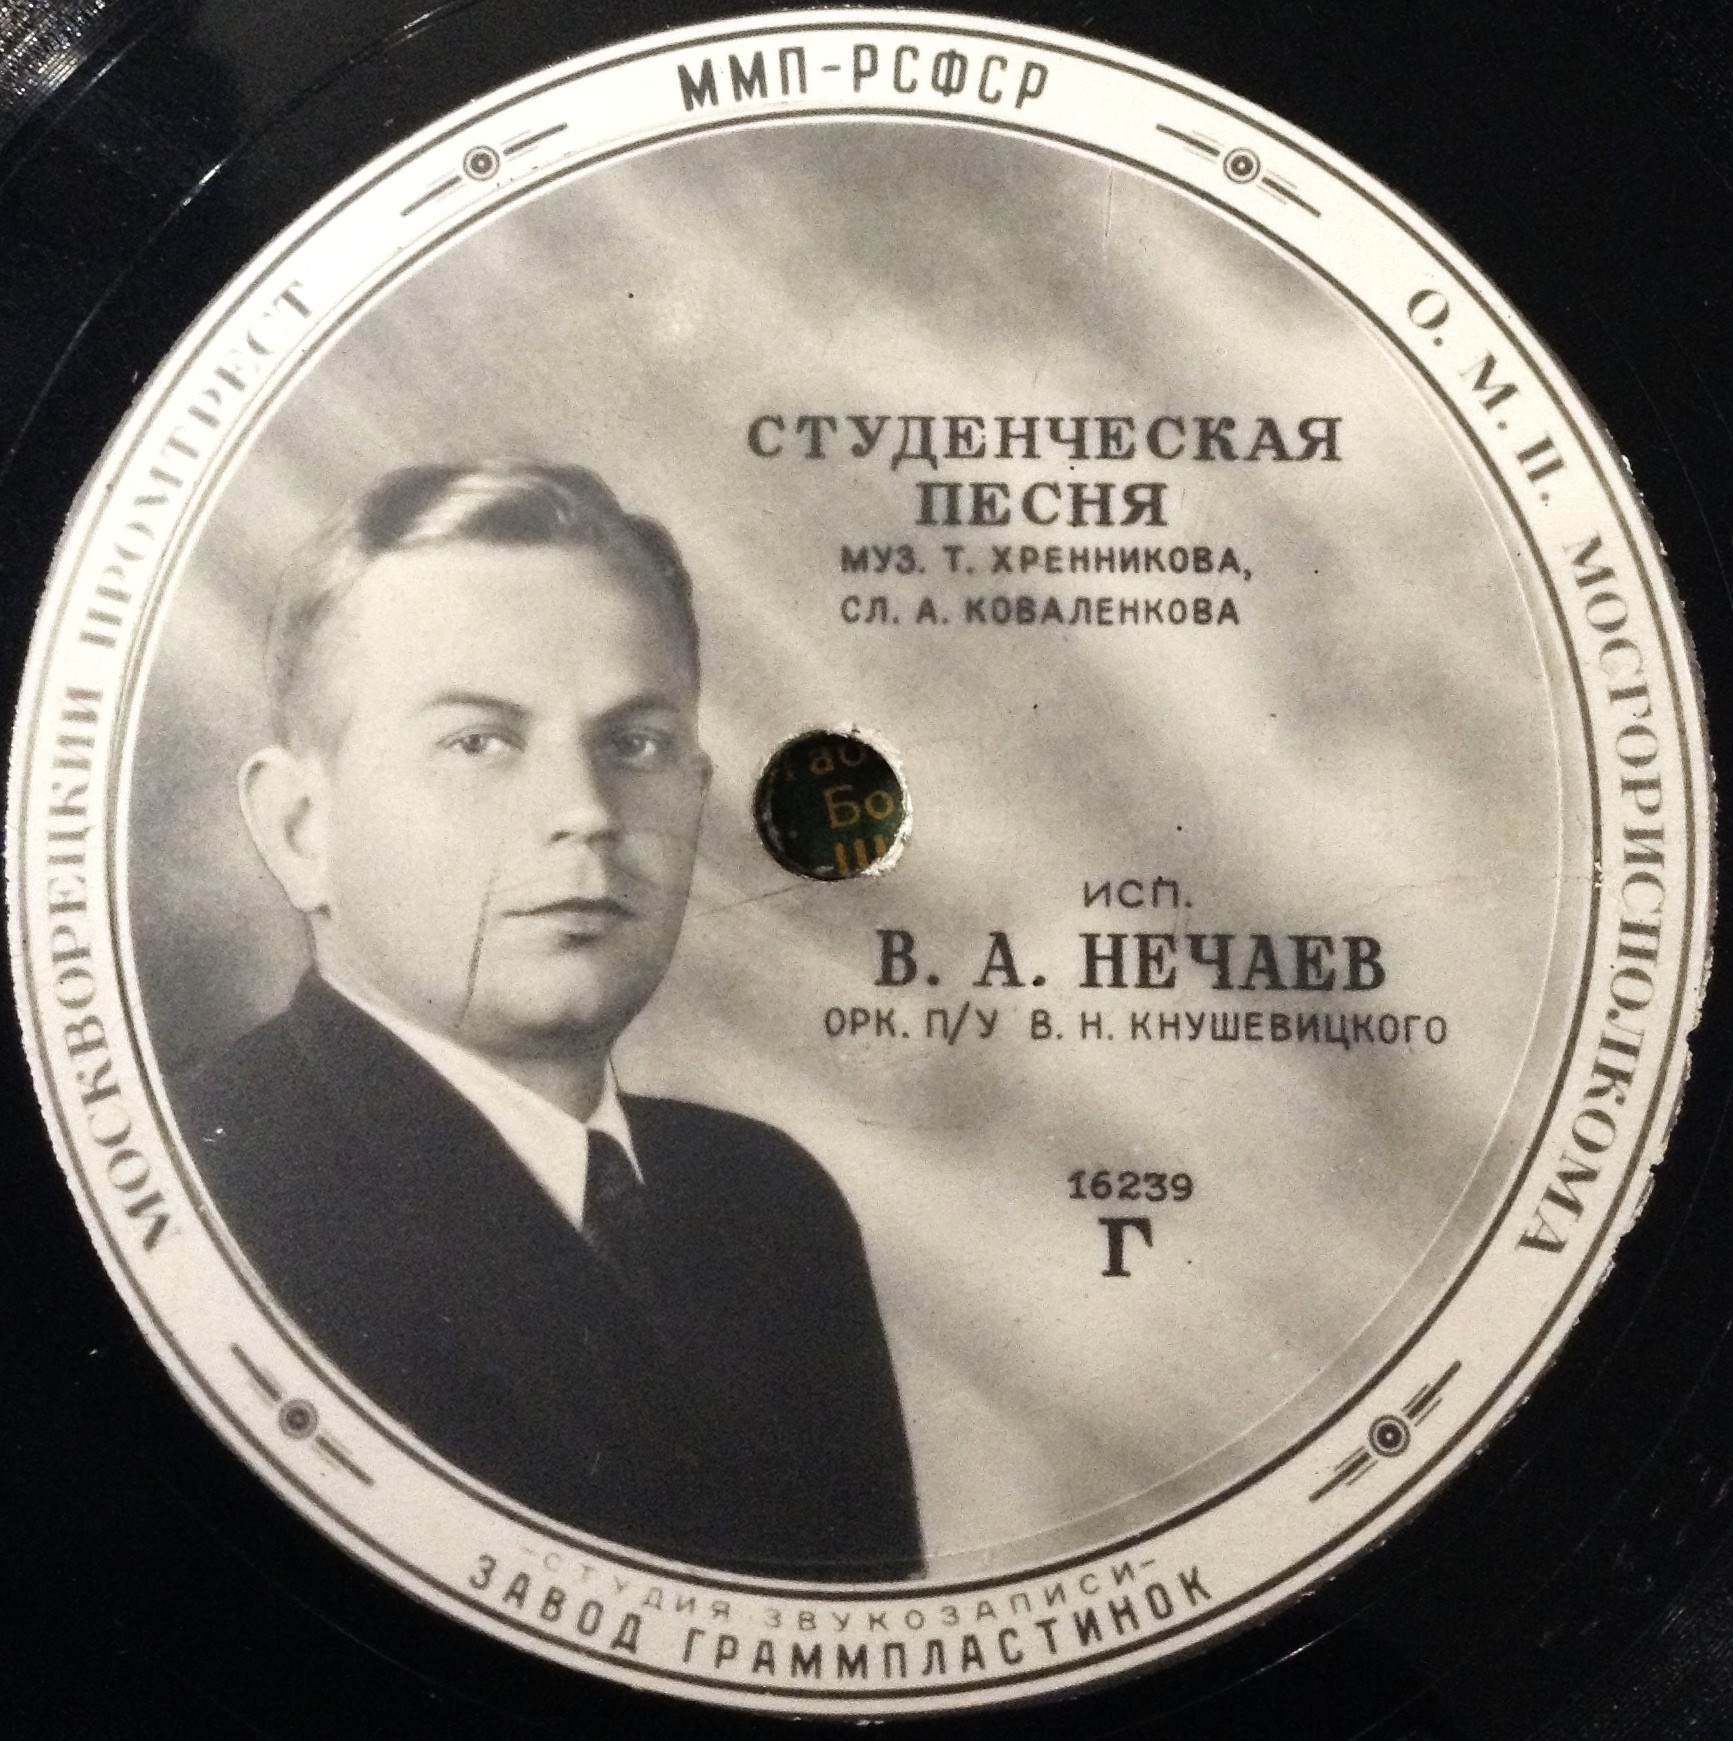 ММП-РСФСР
МОСКВОРЕЦКИЙ ПРОМТРЕСТ
О. М. П. МОСГОРИСПОЛКОМА
СТУДЕНЧЕСКАЯ
ПЕСНЯ
МУЗ. Т. ХРЕННИКОВА,
СЛ. А. КОВАЛЕНКОВА
Бо
ИСП.
В. А. НЕЧАЕВ
ОРК. П/У В. Н. КНУШЕВИЦКОГО
16239
Г
-СТУДИЯ ЗВУКОЗАПИСИ-
ЗАВОД ГРАММПЛАСТИНОК